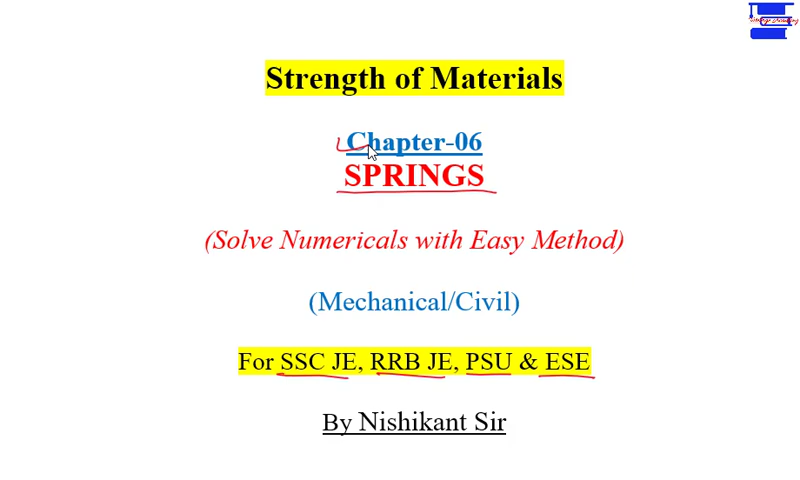 Strength of Materials
Chapter-06
SPRINGS
(Solve Numericals with Easy Method)
(Mechanical/Civil)
For SSC JE, RRB JE, PSU & ESE
By Nishikant Sir